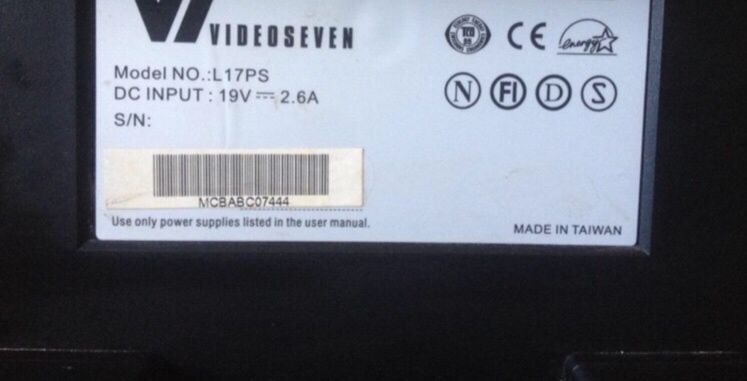 VIDEOSEVEN
Model NO.:L17PS
DC INPUT : 19V ⎓ 2.6A
S/N:
MCBABC07444
Use only power supplies listed in the user manual.
CE
energy
N FI D S
MADE IN TAIWAN